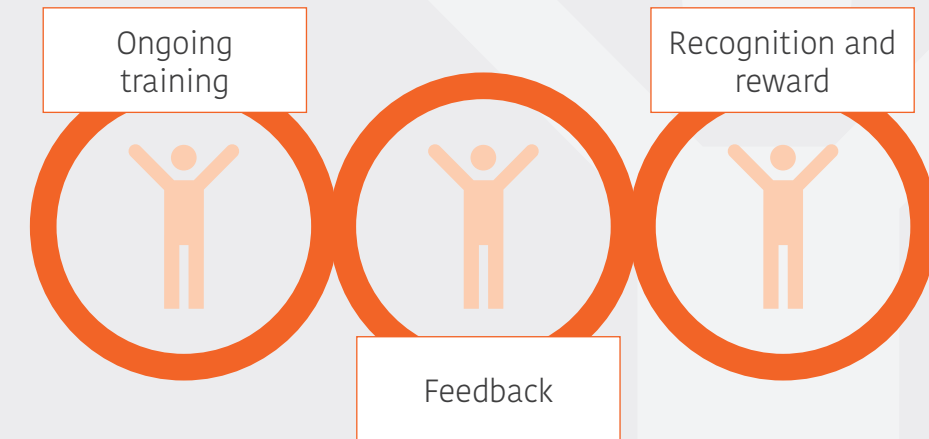 Ongoing
training
Recognition and
reward
Feedback